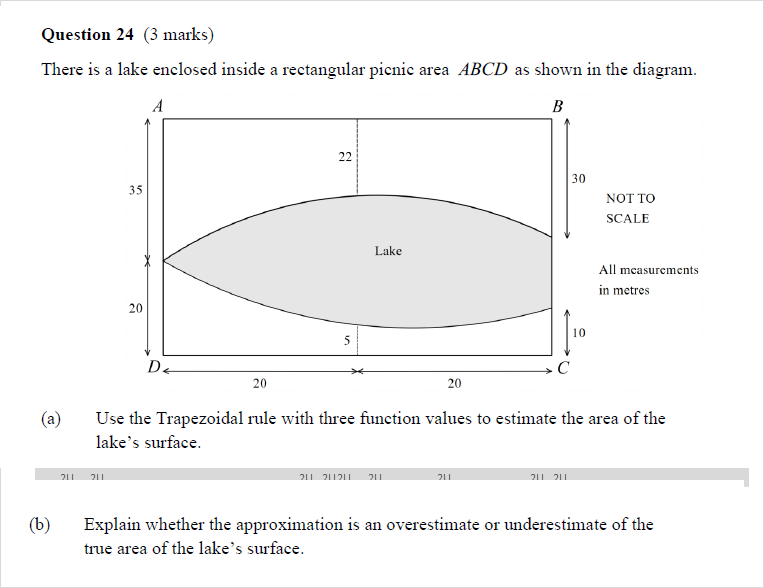 Question 24 (3 marks)
There is a lake enclosed inside a rectangular picnic area ABCD as shown in the diagram.
A
B
22
30
35
NOT TO
SCALE
Lake
All measurements
in metres
20
10
5
D
C
20
20
(a) Use the Trapezoidal rule with three function values to estimate the area of the
lake's surface.
(b) Explain whether the approximation is an overestimate or underestimate of the
true area of the lake's surface.